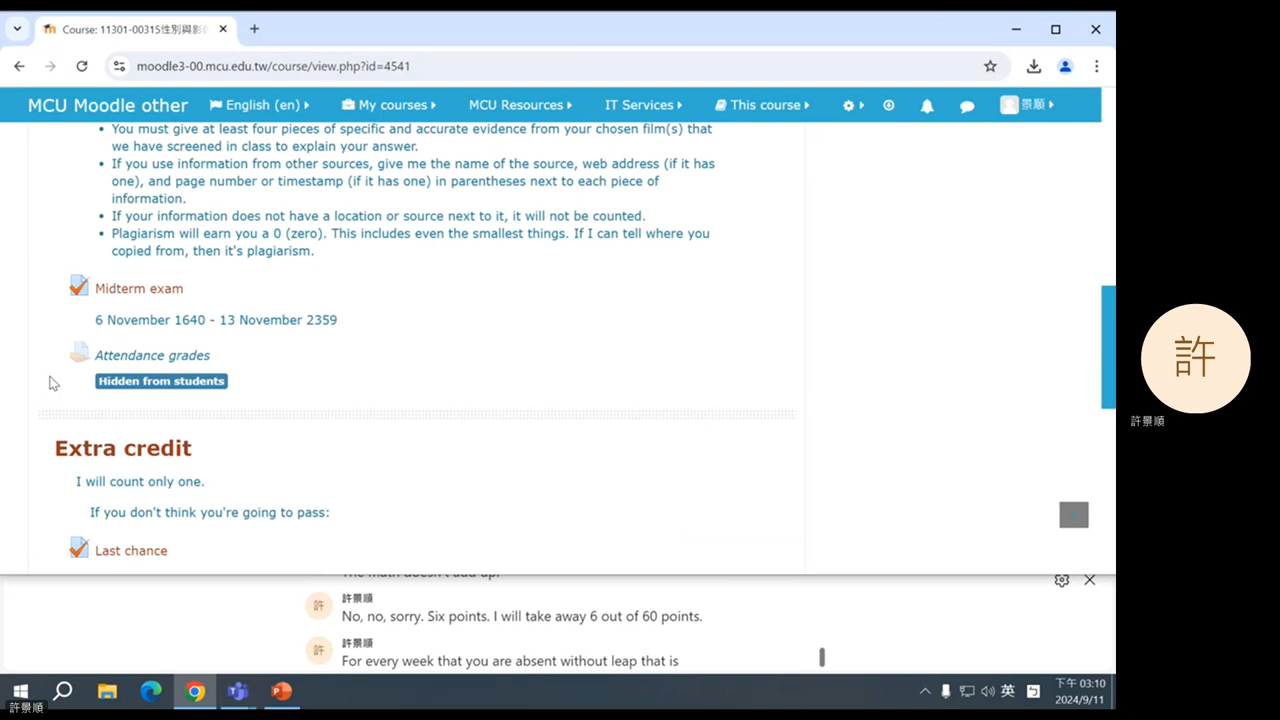 Course: 11301-00315性別與影
moodle3-00.mcu.edu.tw/course/view.php?id=4541
MCU Moodle other English (en) My courses MCU Resources IT Services This course 景順
You must give at least four pieces of specific and accurate evidence from your chosen film(s) that
we have screened in class to explain your answer.
If you use information from other sources, give me the name of the source, web address (if it has
one), and page number or timestamp (if it has one) in parentheses next to each piece of
information.
If your information does not have a location or source next to it, it will not be counted.
Plagiarism will earn you a 0 (zero). This includes even the smallest things. If I can tell where you
copied from, then it's plagiarism.
Midterm exam
6 November 1640 - 13 November 2359
Attendance grades
Hidden from students
Extra credit
I will count only one.
If you don't think you're going to pass:
Last chance
The math doesn't add up.
許 許景順
No, no, sorry. Six points. I will take away 6 out of 60 points.
許 許景順
For every week that you are absent without leap that is
英
下午 03:10
2024/9/11
許景順
許
許景順